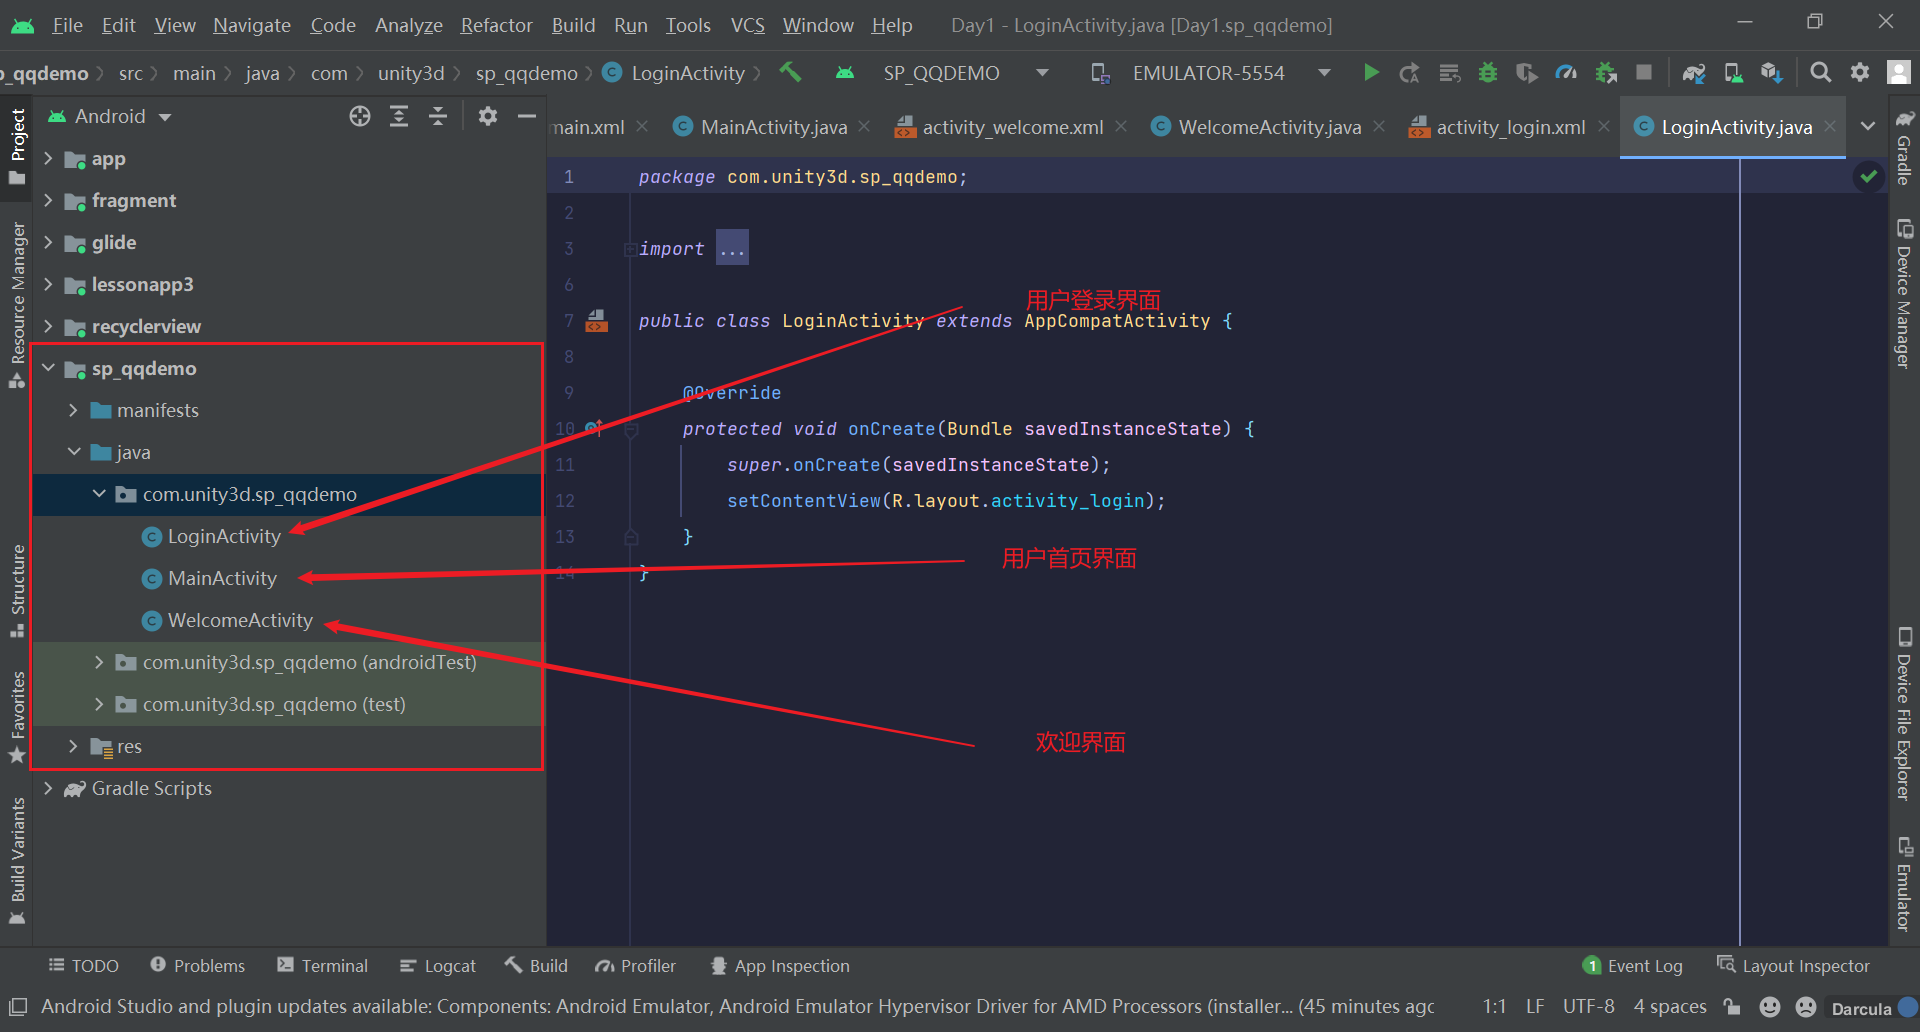 File Edit View Navigate Code Analyze Refactor Build Run Tools VCS Window Help Day1 - LoginActivity.java [Day1.sp_qqdemo]
p_qqdemo src main java com unity3d sp_qqdemo LoginActivity SP_QQDEMO EMULATOR-5554
Android
main.xml MainActivity.java activity_welcome.xml WelcomeActivity.java activity_login.xml LoginActivity.java
Project
Resource Manager
Structure
Favorites
Build Variants
app
fragment
glide
lessonapp3
recyclerview
sp_qqdemo
manifests
java
com.unity3d.sp_qqdemo
LoginActivity
MainActivity
WelcomeActivity
com.unity3d.sp_qqdemo (androidTest)
com.unity3d.sp_qqdemo (test)
res
Gradle Scripts
1 package com.unity3d.sp_qqdemo;
2
3 import ...
6
用户登录界面
7 public class LoginActivity extends AppCompatActivity {
8
9 @Override
10 protected void onCreate(Bundle savedInstanceState) {
11 super.onCreate(savedInstanceState);
12 setContentView(R.layout.activity_login);
13 }
用户首页界面
14 }
欢迎界面
Gradle
Device Manager
Device File Explorer
Emulator
TODO Problems Terminal Logcat Build Profiler App Inspection 1 Event Log Layout Inspector
Android Studio and plugin updates available: Components: Android Emulator, Android Emulator Hypervisor Driver for AMD Processors (installer... (45 minutes agc 1:1 LF UTF-8 4 spaces Darcula